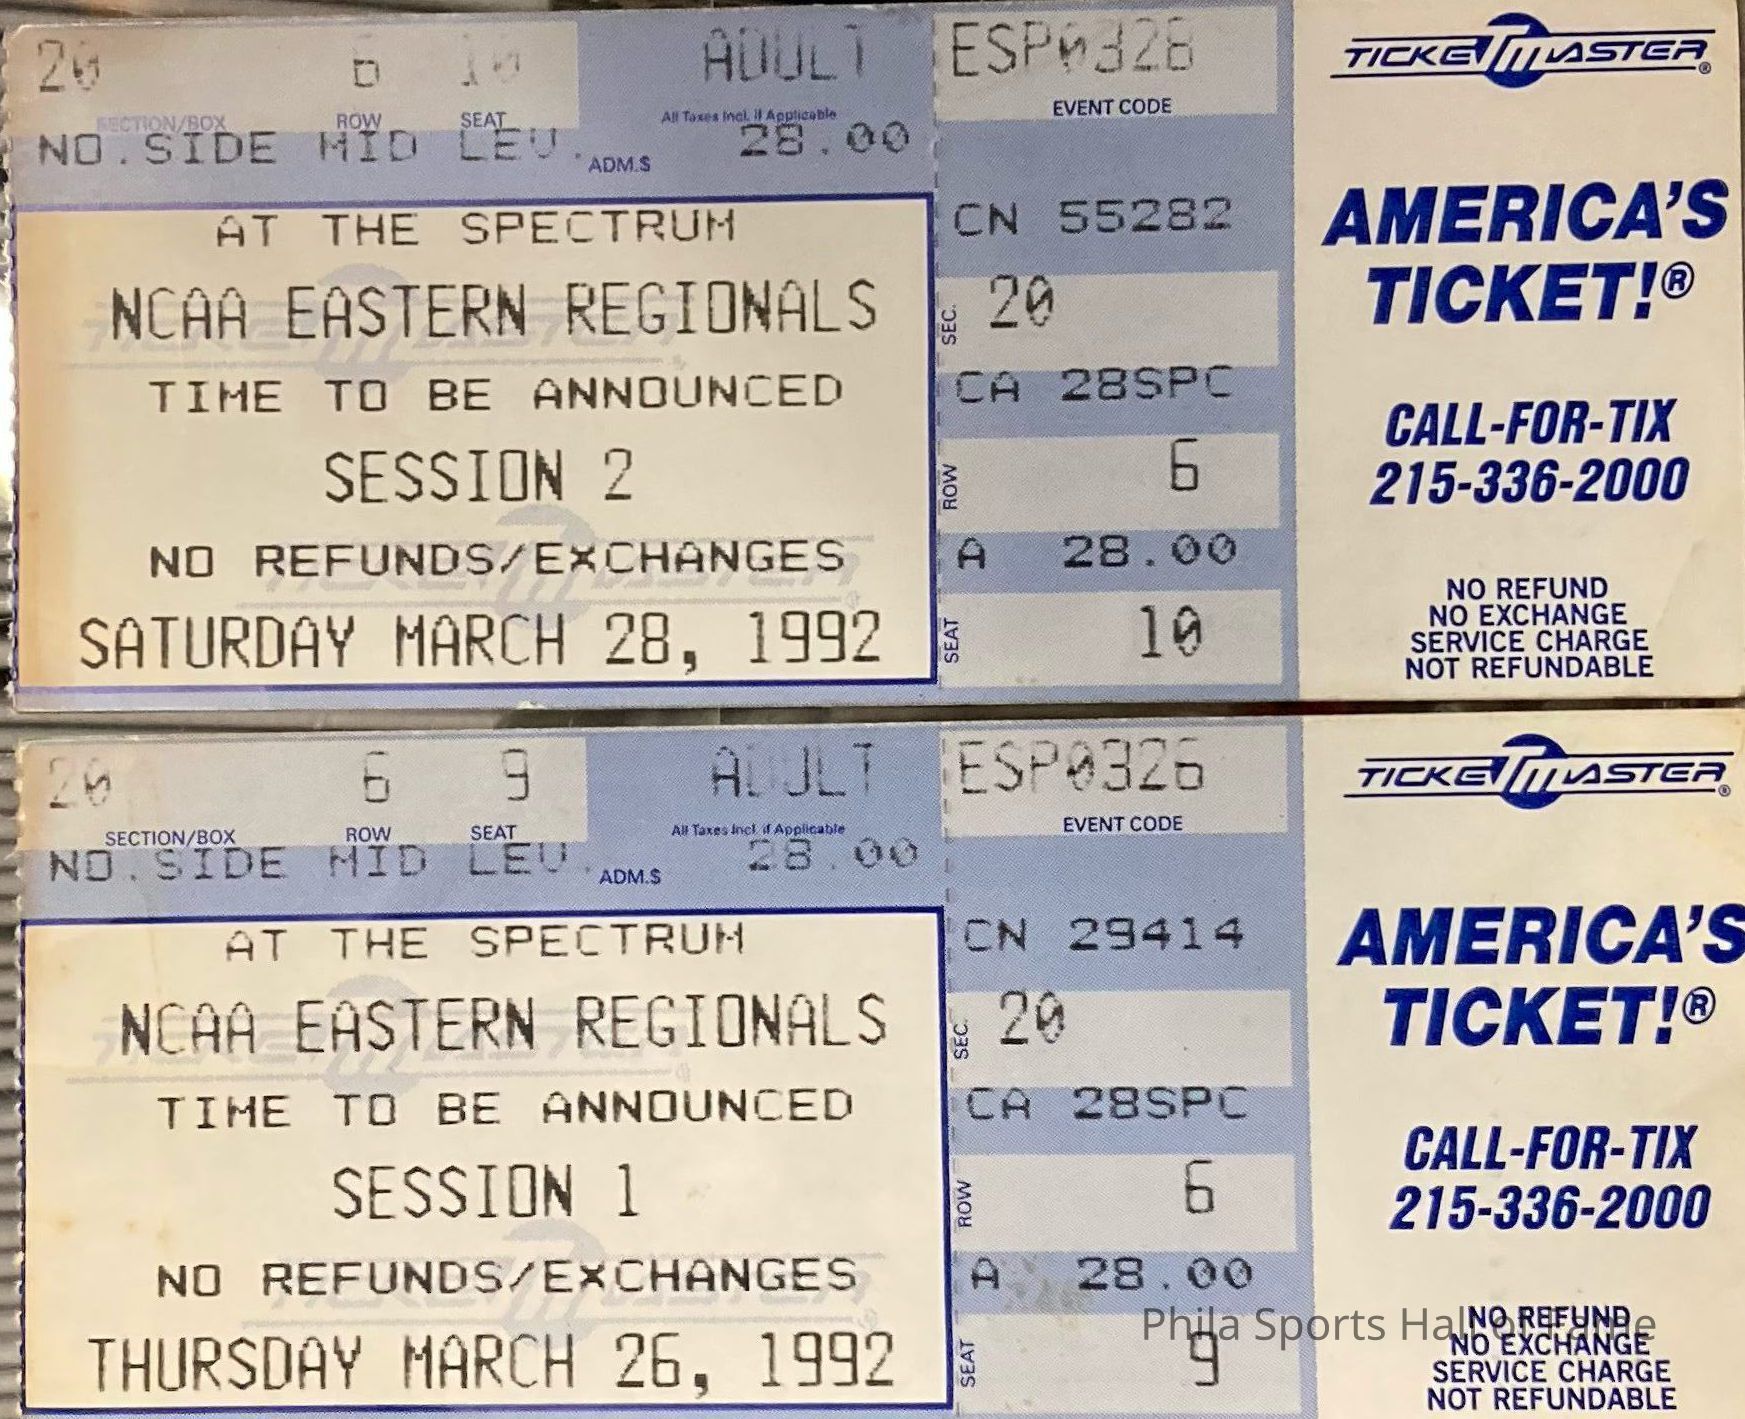 20 6 10 ADULT
SECTION/BOX ROW SEAT All Taxes Incl. If Applicable
NO.SIDE MID LEV. ADM.$ 28.00
AT THE SPECTRUM
NCAA EASTERN REGIONALS
TIME TO BE ANNOUNCED
SESSION 2
NO REFUNDS/EXCHANGES
SATURDAY MARCH 28, 1992
ESP0328
EVENT CODE
CN 55282
SEC. 20
CA 28SPC
ROW 6
A 28.00
SEAT 10
TICKETMASTER®
AMERICA'S
TICKET!®
CALL-FOR-TIX
215-336-2000
NO REFUND
NO EXCHANGE
SERVICE CHARGE
NOT REFUNDABLE
20 6 9 ADULT
SECTION/BOX ROW SEAT All Taxes Incl. if Applicable
NO.SIDE MID LEV. ADM.$ 28.00
AT THE SPECTRUM
NCAA EASTERN REGIONALS
TIME TO BE ANNOUNCED
SESSION 1
NO REFUNDS/EXCHANGES
THURSDAY MARCH 26, 1992
ESP0326
EVENT CODE
CN 29414
SEC. 20
CA 28SPC
ROW 6
A 28.00
SEAT 9
TICKETMASTER®
AMERICA'S
TICKET!®
CALL-FOR-TIX
215-336-2000
NO REFUND
NO EXCHANGE
SERVICE CHARGE
NOT REFUNDABLE
Phila Sports Hall of Fame